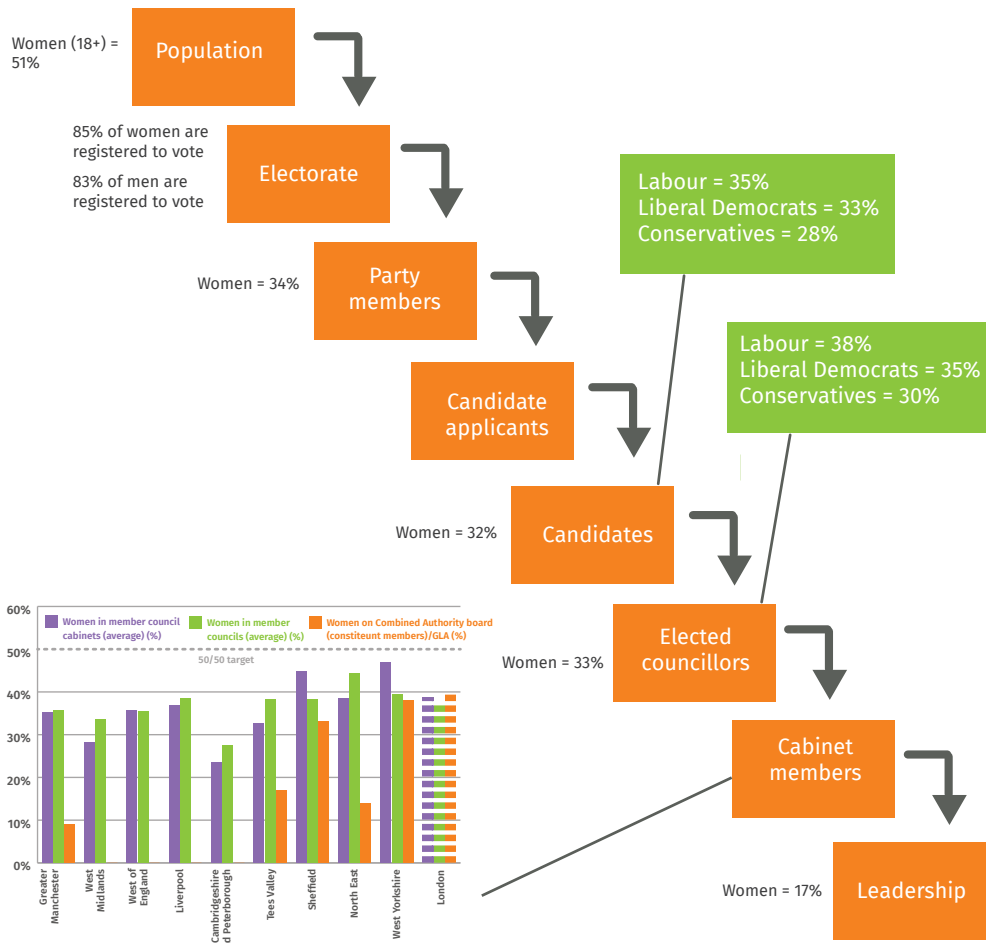 Women (18+) =
51%
Population
85% of women are
registered to vote
83% of men are
registered to vote
Electorate
Labour = 35%
Liberal Democrats = 33%
Conservatives = 28%
Women = 34%
Party
members
Labour = 38%
Liberal Democrats = 35%
Conservatives = 30%
Candidate
applicants
Women = 32%
Candidates
Women = 33%
Elected
councillors
Cabinet
members
Women = 17%
Leadership
60%
50%
40%
30%
20%
10%
0%
Women in member council
cabinets (average) (%)
Women in member
councils (average) (%)
Women on Combined Authority board
(constiteunt members)/GLA (%)
50/50 target
Greater
Manchester
West
Midlands
West of
England
Liverpool
Cambridgeshire
d Peterborough
Tees Valley
Sheffield
North East
West Yorkshire
London